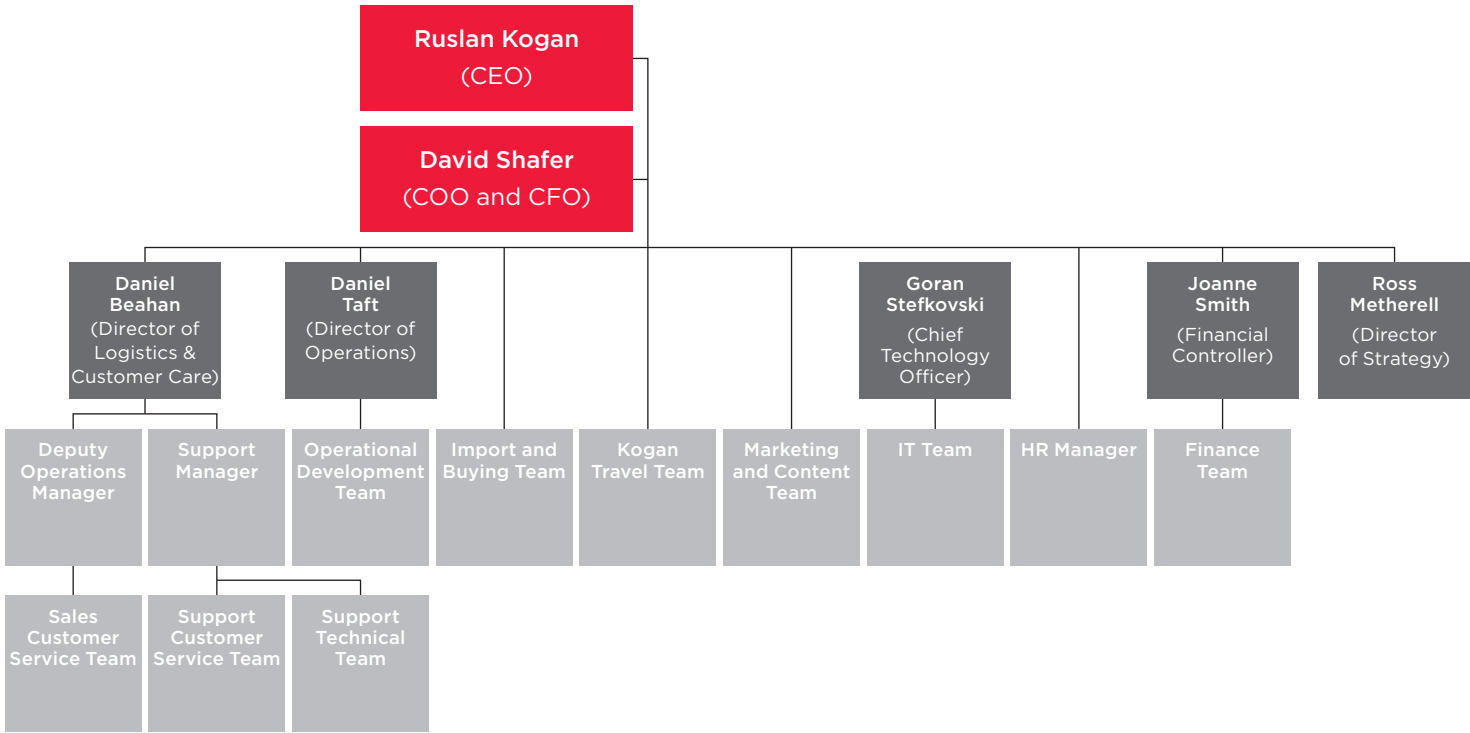 Ruslan Kogan
(CEO)
David Shafer
(COO and CFO)
Daniel
Beahan
(Director of
Logistics &
Customer Care)
Daniel
Taft
(Director of
Operations)
Goran
Stefkovski
(Chief
Technology
Officer)
Joanne
Smith
(Financial
Controller)
Ross
Metherell
(Director
of Strategy)
Deputy
Operations
Manager
Support
Manager
Operational
Development
Team
Import and
Buying Team
Kogan
Travel Team
Marketing
and Content
Team
IT Team
HR Manager
Finance
Team
Sales
Customer
Service Team
Support
Customer
Service Team
Support
Technical
Team